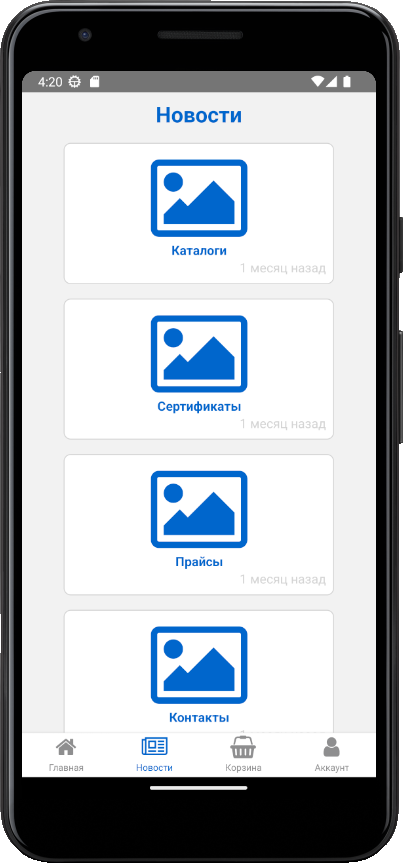 4:20
Новости
Каталоги
1 месяц назад
Сертификаты
1 месяц назад
Прайсы
1 месяц назад
Контакты
Главная
Новости
Корзина
Аккаунт